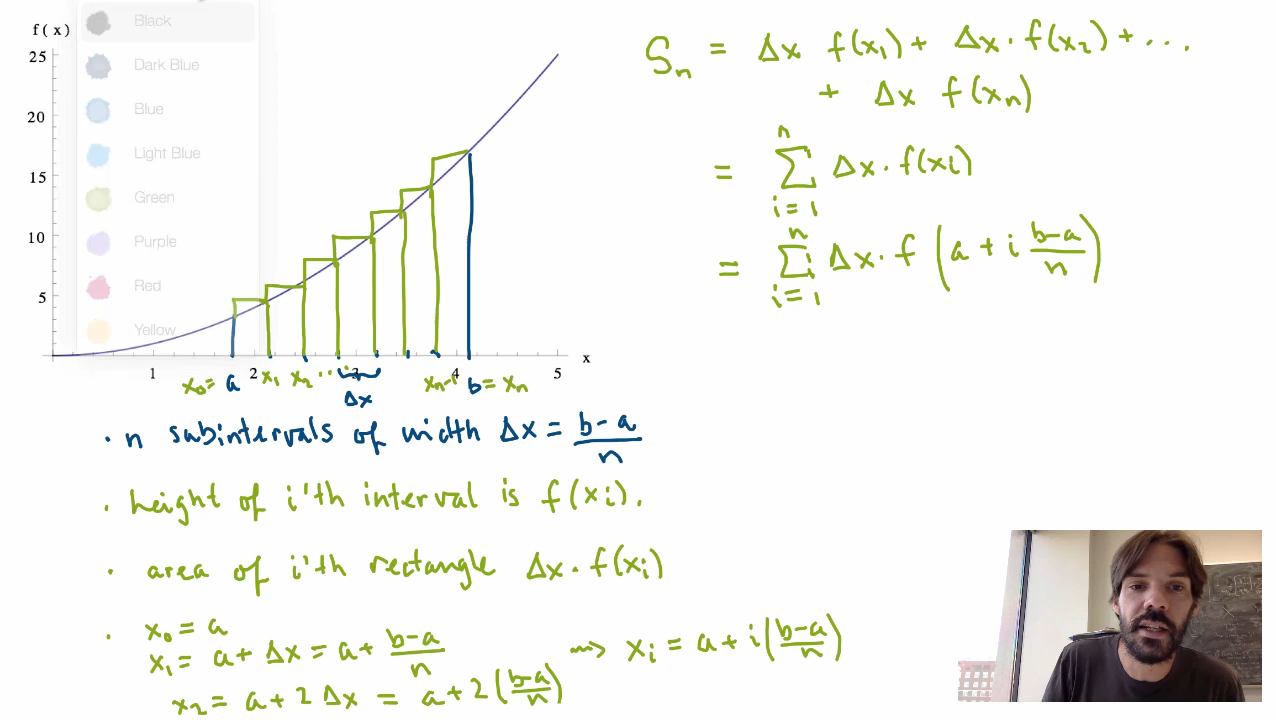 f(x)
25
20
15
10
5
1 2 3 4 5 x
Black
Dark Blue
Blue
Light Blue
Green
Purple
Red
Yellow
x₀ = a x₁ x₂ ... xₙ₋₁ b = xₙ
Δx
· n subintervals of width Δx = (b-a)/n
· height of i'th interval is f(xi).
· area of i'th rectangle Δx · f(xi)
· x₀ = a
x₁ = a + Δx = a + (b-a)/n ⇝ xi = a + i((b-a)/n)
x₂ = a + 2 Δx = a + 2((b-a)/n)
Sₙ = Δx f(x₁) + Δx · f(x₂) + ...
+ Δx f(xₙ)
= ∑_{i=1}^{n} Δx · f(xi)
= ∑_{i=1}^{n} Δx · f(a + i (b-a)/n)